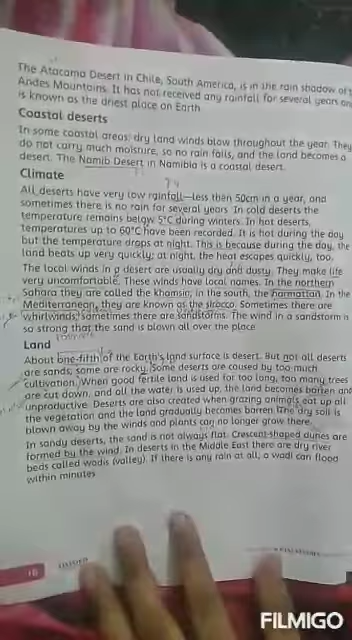 The Atacama Desert in Chile, South America, is in the rain shadow of
Andes Mountains. It has not received any rainfall for several years an
is known as the driest place on Earth
Coastal deserts
In some coastal areas, dry land winds blow throughout the year. They
do not carry much moisture, so no rain falls, and the land becomes a
desert. The Namib Desert in Namibia is a coastal desert.
Climate
All deserts have very low rainfall—less then 50cm in a year, and
sometimes there is no rain for several years. In cold deserts the
temperature remains below 5°C during winters. In hot deserts,
temperatures up to 60°C have been recorded. It is hot during the day
but the temperature drops at night. This is because during the day, the
land heats up very quickly; at night, the heat escapes quickly, too.
The local winds in a desert are usually dry and dusty. They make life
very uncomfortable. These winds have local names. In the northern
Sahara they are called the khamsin; in the south, the harmattan. In the
Mediterranean, they are known as the sirocco. Sometimes there are
whirlwinds; sometimes there are sandstorms. The wind in a sandstorm is
so strong that the sand is blown all over the place
Land
About one-fifth of the Earth's land surface is desert. But not all deserts
are sands; some are rocky. Some deserts are caused by too much
cultivation. When good fertile land is used for too long, too many trees
are cut down, and all the water is used up, the land becomes barren and
unproductive. Deserts are also created when grazing animals eat up all
the vegetation and the land gradually becomes barren. The dry soil is
blown away by the winds and plants can no longer grow there.
In sandy deserts, the sand is not always flat. Crescent-shaped dunes are
formed by the wind. In deserts in the Middle East there are dry river
beds called wadis (valley). If there is any rain at all, a wadi can flood
within minutes
FILMIGO